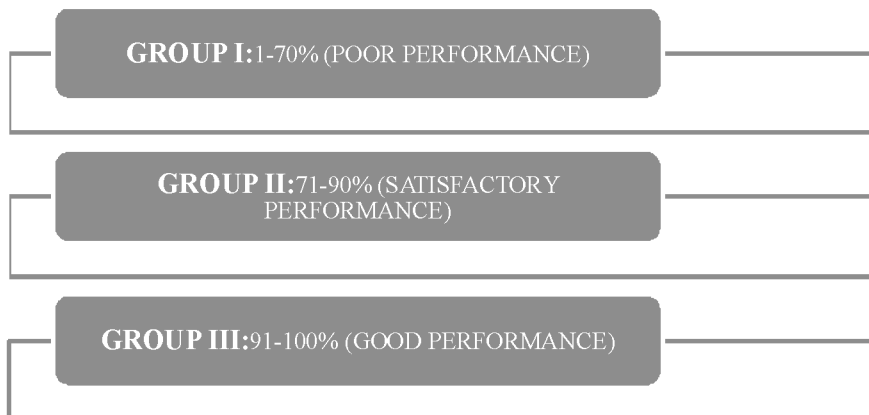 GROUP I:1-70% (POOR PERFORMANCE)
GROUP II:71-90% (SATISFACTORY
PERFORMANCE)
GROUP III:91-100% (GOOD PERFORMANCE)